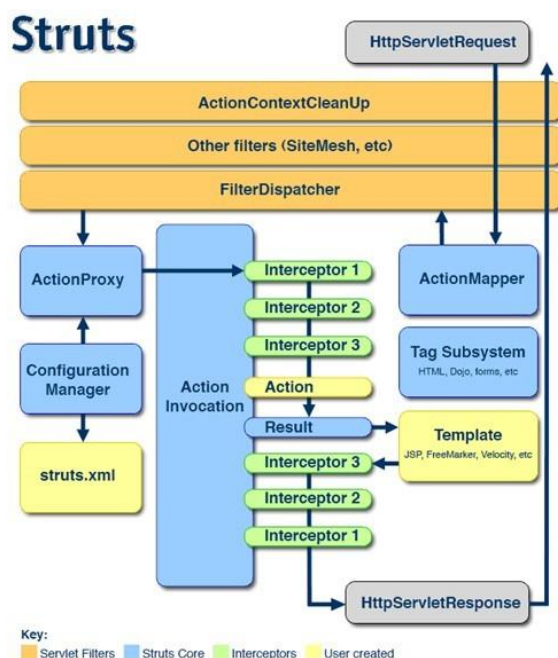 Struts
HttpServletRequest
ActionContextCleanUp
Other filters (SiteMesh, etc)
FilterDispatcher
ActionProxy
Interceptor 1
ActionMapper
Interceptor 2
Interceptor 3
Tag Subsystem
HTML, Dojo, forms, etc
Configuration
Manager
Action
Invocation
Action
Result
Template
JSP, FreeMarker, Velocity, etc
struts.xml
Interceptor 3
Interceptor 2
Interceptor 1
HttpServletResponse
Key:
Servlet Filters
Struts Core
Interceptors
User created